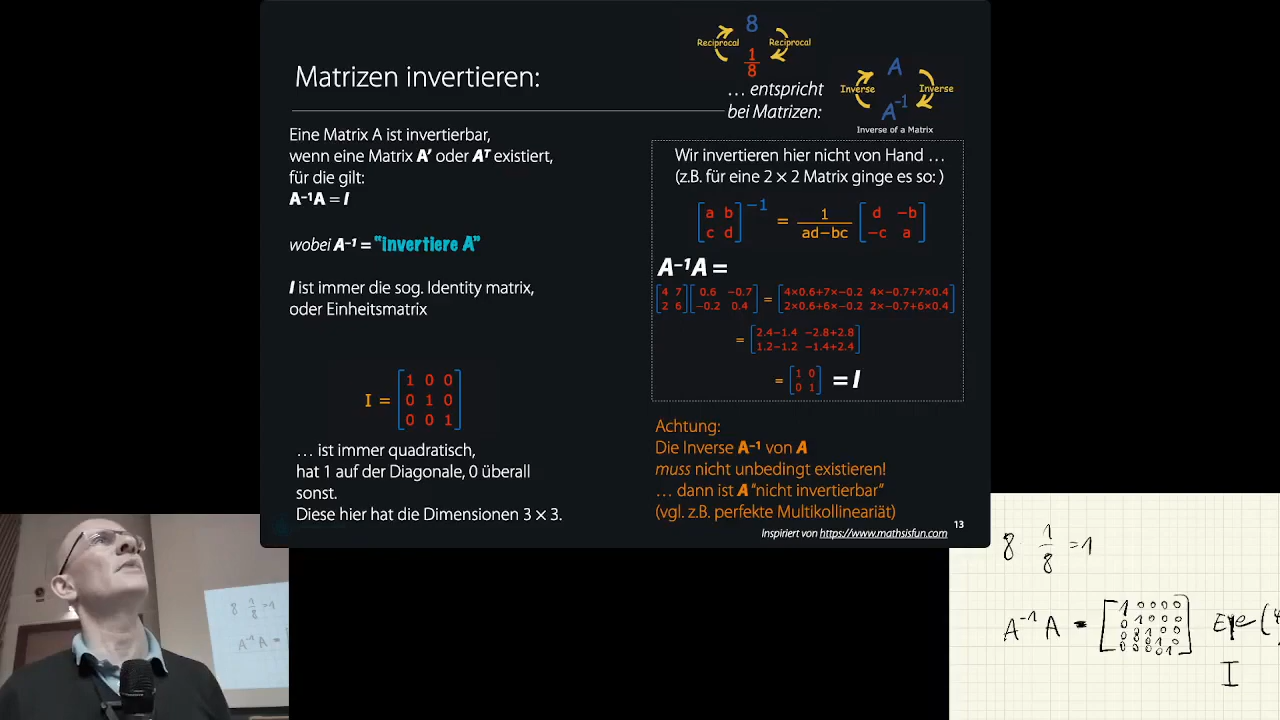 Matrizen invertieren:
8
Reciprocal Reciprocal
1
8
… entspricht
bei Matrizen:
A
Inverse Inverse
A⁻¹
Inverse of a Matrix
Eine Matrix A ist invertierbar,
wenn eine Matrix A′ oder Aᵀ existiert,
für die gilt:
A⁻¹A = I
wobei A⁻¹ = "Invertiere A"
I ist immer die sog. Identity matrix,
oder Einheitsmatrix
1 0 0
I = 0 1 0
0 0 1
… ist immer quadratisch,
hat 1 auf der Diagonale, 0 überall
sonst.
Diese hier hat die Dimensionen 3 × 3.
Wir invertieren hier nicht von Hand …
(z.B. für eine 2 × 2 Matrix ginge es so: )
[a b; c d]⁻¹ = 1/(ad−bc) [d −b; −c a]
A⁻¹A =
[4 7; 2 6] [0.6 −0.7; −0.2 0.4] = [4×0.6+7×−0.2 4×−0.7+7×0.4; 2×0.6+6×−0.2 2×−0.7+6×0.4]
= [2.4−1.4 −2.8+2.8; 1.2−1.2 −1.4+2.4]
= [1 0; 0 1] = I
Achtung:
Die Inverse A⁻¹ von A
muss nicht unbedingt existieren!
… dann ist A "nicht invertierbar"
(vgl. z.B. perfekte Multikollineariät)
Inspiriert von https://www.mathsisfun.com
13
8 · 1/8 = 1
A⁻¹ A = [1 0 0 0; 0 1 0 0; 0 0 1 0; 0 0 0 1] Eye (4
I
8 1/8 =1
A⁻¹ A =